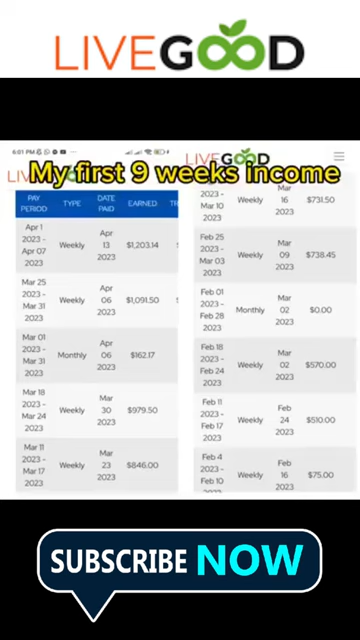 LIVEGOOD
6:01 PM
LIVEGOOD
My first 9 weeks income
PAY PERIOD TYPE DATE PAID EARNED
Apr 1 2023 - Apr 07 2023 Weekly Apr 13 2023 $1,203.14
Mar 25 2023 - Mar 31 2023 Weekly Apr 06 2023 $1,091.50
Mar 01 2023 - Mar 31 2023 Monthly Apr 06 2023 $162.17
Mar 18 2023 - Mar 24 2023 Weekly Mar 30 2023 $979.50
Mar 11 2023 - Mar 17 2023 Weekly Mar 23 2023 $846.00
2023 - Mar 10 2023 Weekly Mar 16 2023 $731.50
Feb 25 2023 - Mar 03 2023 Weekly Mar 09 2023 $738.45
Feb 01 2023 - Feb 28 2023 Monthly Mar 02 2023 $0.00
Feb 18 2023 - Feb 24 2023 Weekly Mar 02 2023 $570.00
Feb 11 2023 - Feb 17 2023 Weekly Feb 24 2023 $510.00
Feb 4 2023 - Feb 10 Weekly Feb 16 2023 $75.00
SUBSCRIBE NOW